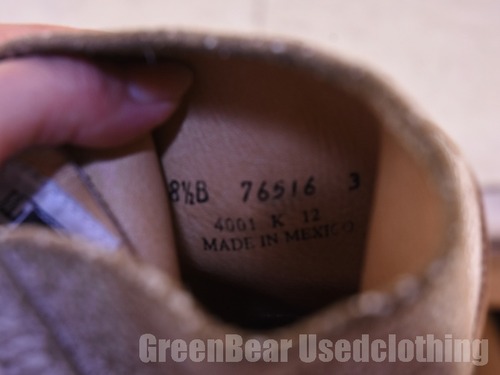 8½B 76516 3
4001 K 12
MADE IN MEXICO
GreenBear Usedclothing